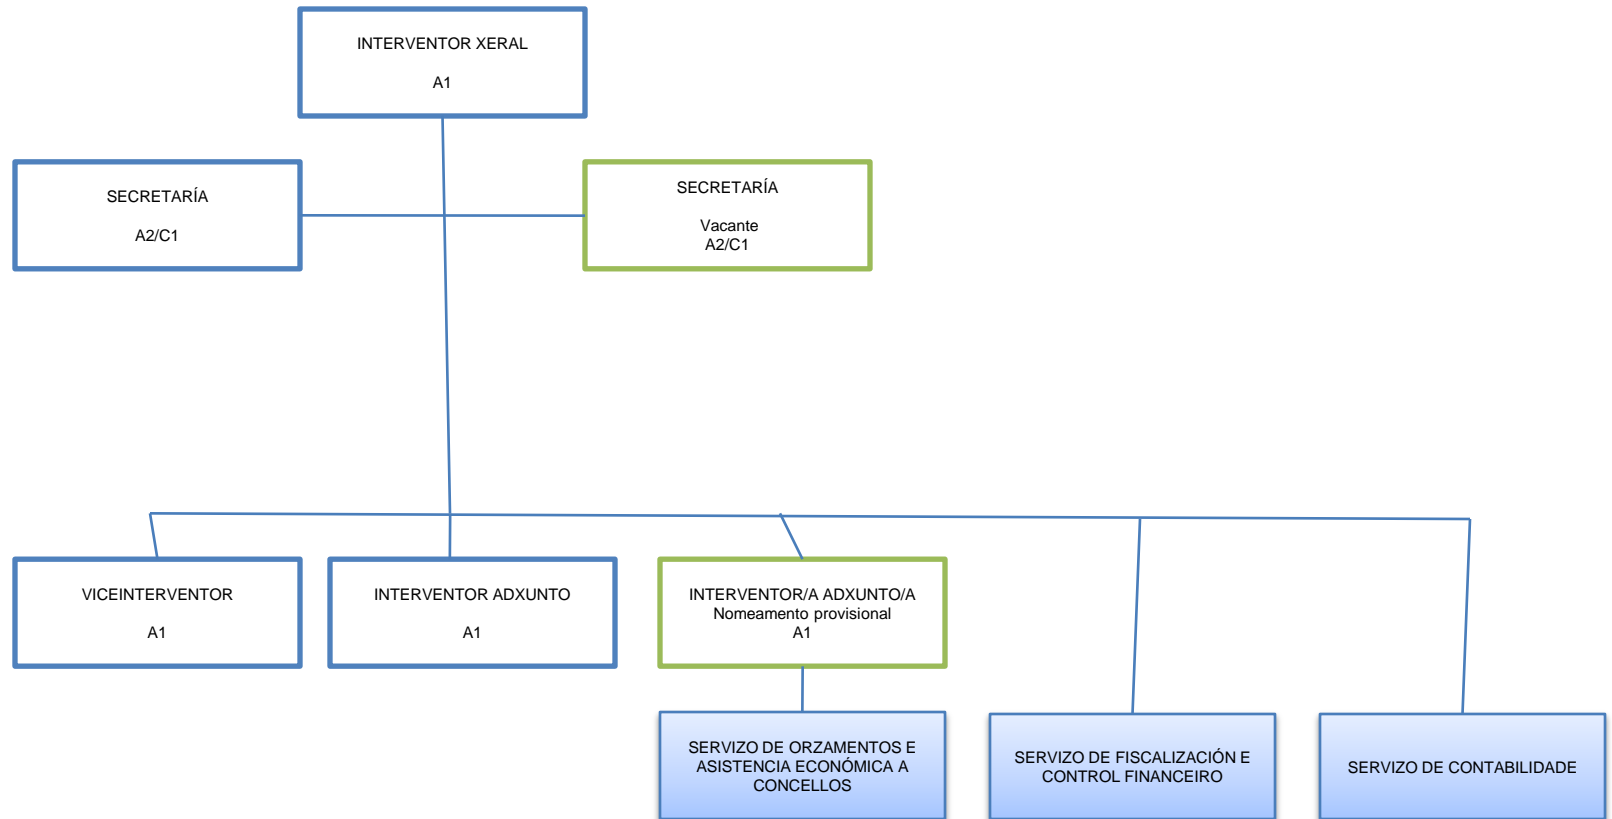 INTERVENTOR XERAL
A1
SECRETARÍA
A2/C1
SECRETARÍA
Vacante
A2/C1
VICEINTERVENTOR
A1
INTERVENTOR ADXUNTO
A1
INTERVENTOR/A ADXUNTO/A
Nomeamento provisional
A1
SERVIZO DE ORZAMENTOS E
ASISTENCIA ECONÓMICA A
CONCELLOS
SERVIZO DE FISCALIZACIÓN E
CONTROL FINANCEIRO
SERVIZO DE CONTABILIDADE